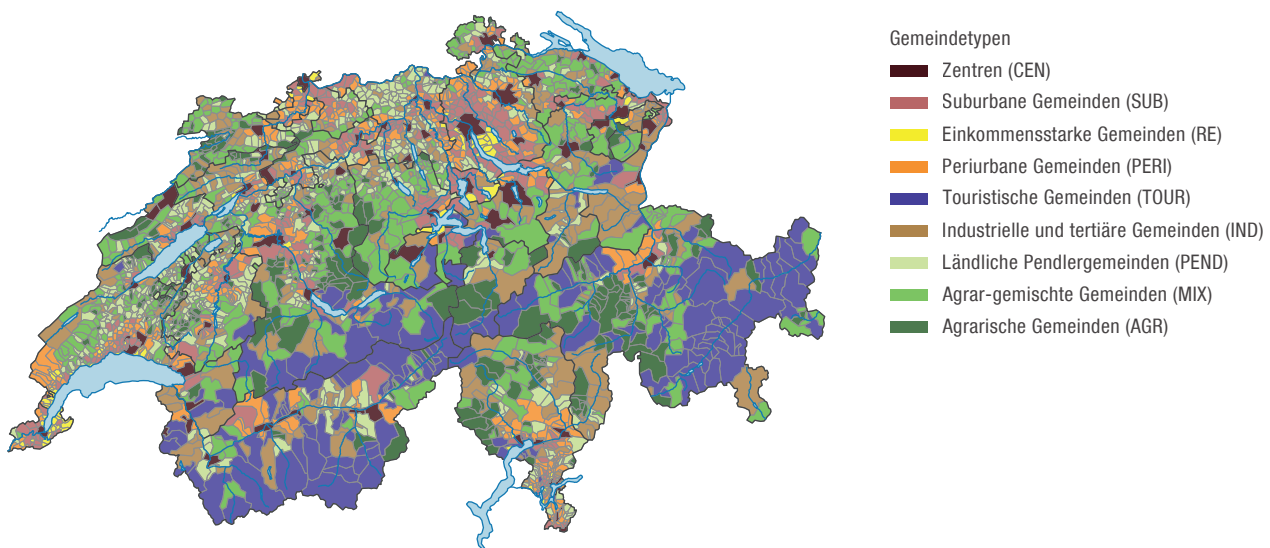 Gemeindetypen
Zentren (CEN)
Suburbane Gemeinden (SUB)
Einkommensstarke Gemeinden (RE)
Periurbane Gemeinden (PERI)
Touristische Gemeinden (TOUR)
Industrielle und tertiäre Gemeinden (IND)
Ländliche Pendlergemeinden (PEND)
Agrar-gemischte Gemeinden (MIX)
Agrarische Gemeinden (AGR)